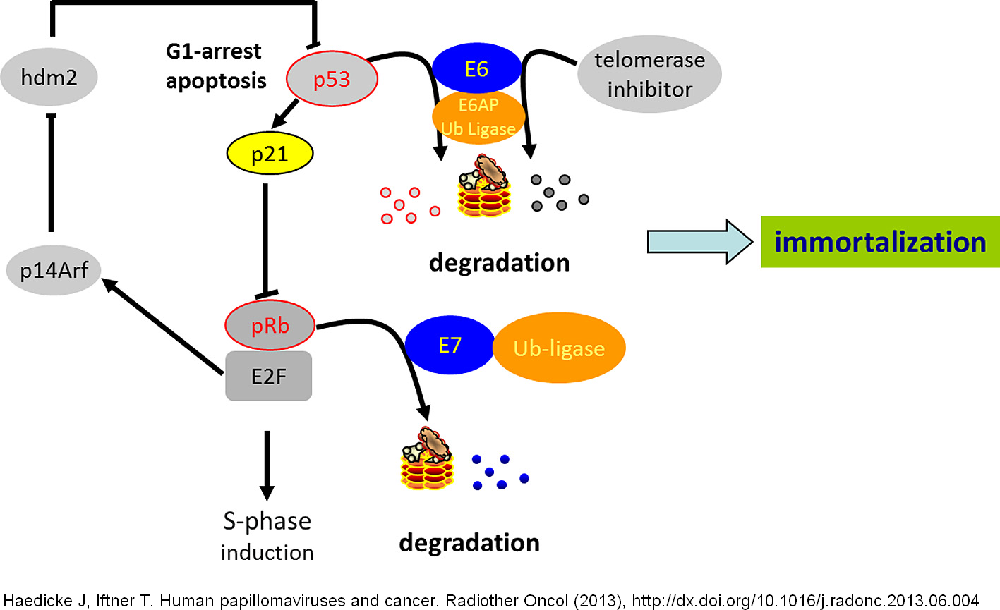 G1-arrest
apoptosis
hdm2
p53
E6
E6AP
Ub Ligase
telomerase
inhibitor
p21
degradation
immortalization
p14Arf
pRb
E2F
E7
Ub-ligase
S-phase
induction
degradation
Haedicke J, Iftner T. Human papillomaviruses and cancer. Radiother Oncol (2013), http://dx.doi.org/10.1016/j.radonc.2013.06.004